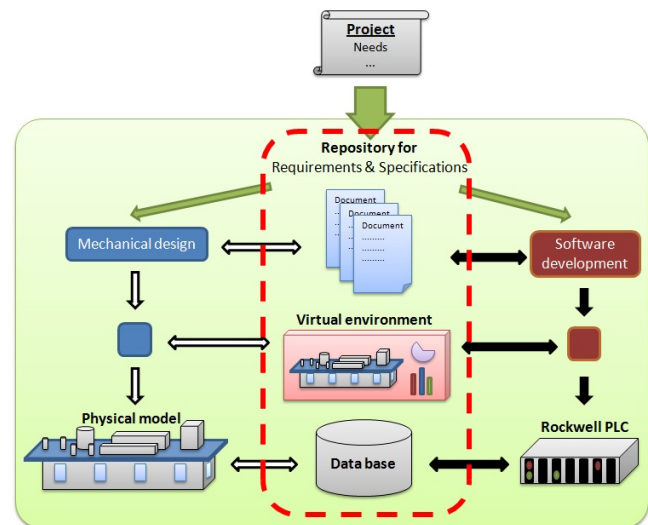 Project
Needs
...
Repository for
Requirements & Specifications
Document
Document
Document
.........
.........
.........
Mechanical design
Software
development
Virtual environment
Physical model
Data base
Rockwell PLC